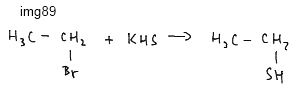 img89
H₃C - CH₂ + KHS → H₃C - CH₂
Br SH